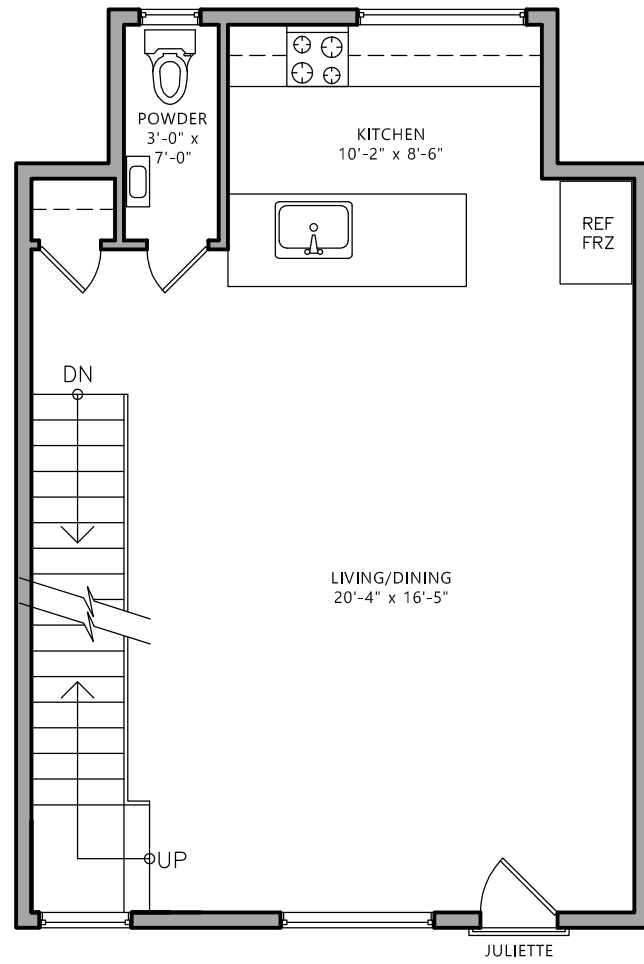 POWDER
3'-0" x
7'-0"
KITCHEN
10'-2" x 8'-6"
REF
FRZ
DN
LIVING/DINING
20'-4" x 16'-5"
UP
JULIETTE